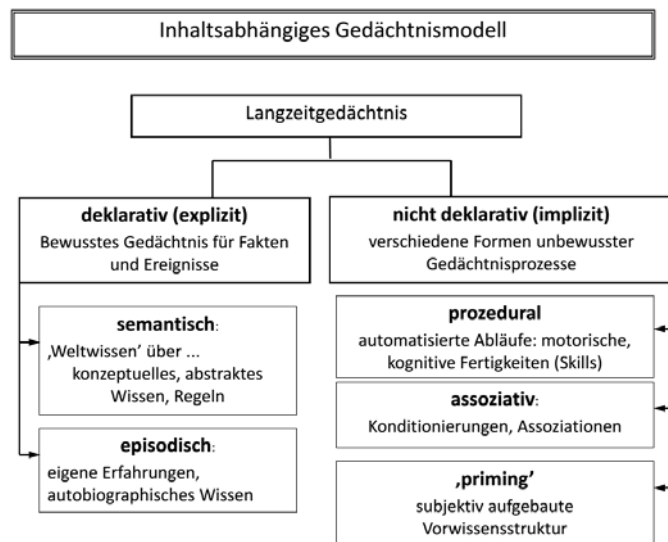 Inhaltsabhängiges Gedächtnismodell
Langzeitgedächtnis
deklarativ (explizit)
Bewusstes Gedächtnis für Fakten
und Ereignisse
nicht deklarativ (implizit)
verschiedene Formen unbewusster
Gedächtnisprozesse
semantisch:
‚Weltwissen’ über ...
konzeptuelles, abstraktes
Wissen, Regeln
episodisch:
eigene Erfahrungen,
autobiographisches Wissen
prozedural
automatisierte Abläufe: motorische,
kognitive Fertigkeiten (Skills)
assoziativ:
Konditionierungen, Assoziationen
‚priming’
subjektiv aufgebaute
Vorwissensstruktur